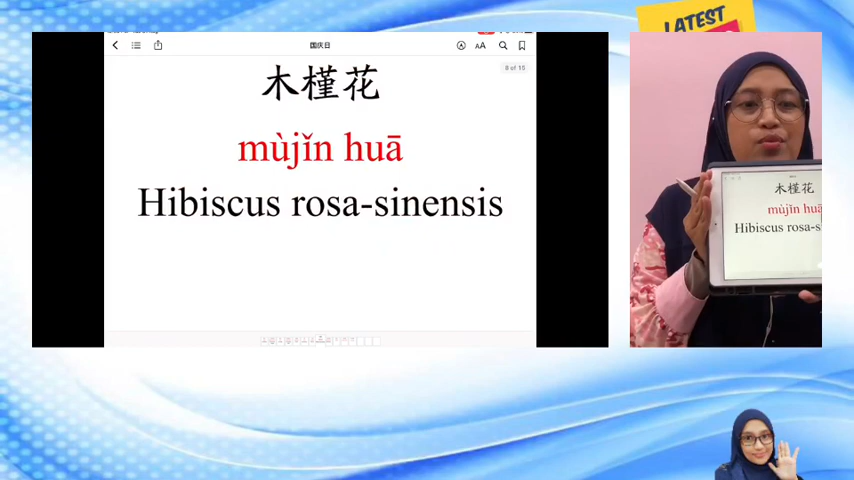 LATEST
国庆日
AA
8 of 15
木槿花
mùjǐn huā
Hibiscus rosa-sinensis
木槿花
mùjǐn huā
Hibiscus rosa-s